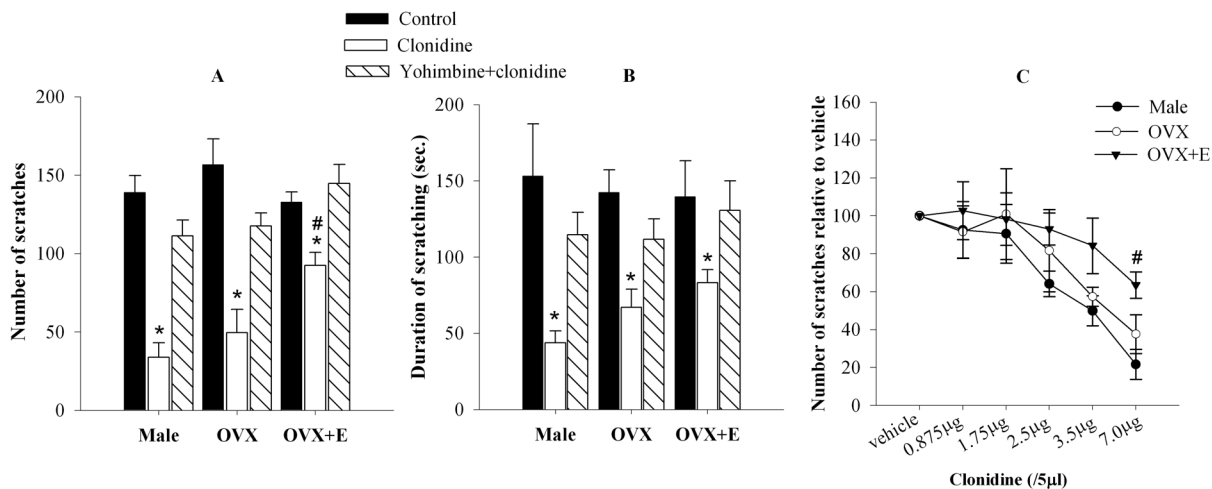 Control
Clonidine
Yohimbine+clonidine
A
Number of scratches
200
150
100
50
0
*
*
#
*
Male
OVX
OVX+E
B
Duration of scratching (sec.)
200
150
100
50
0
*
*
*
Male
OVX
OVX+E
C
Male
OVX
OVX+E
Number of scratches relative to vehicle
160
140
120
100
80
60
40
20
0
#
vehicle
0.875µg
1.75µg
2.5µg
3.5µg
7.0µg
Clonidine (/5µl)